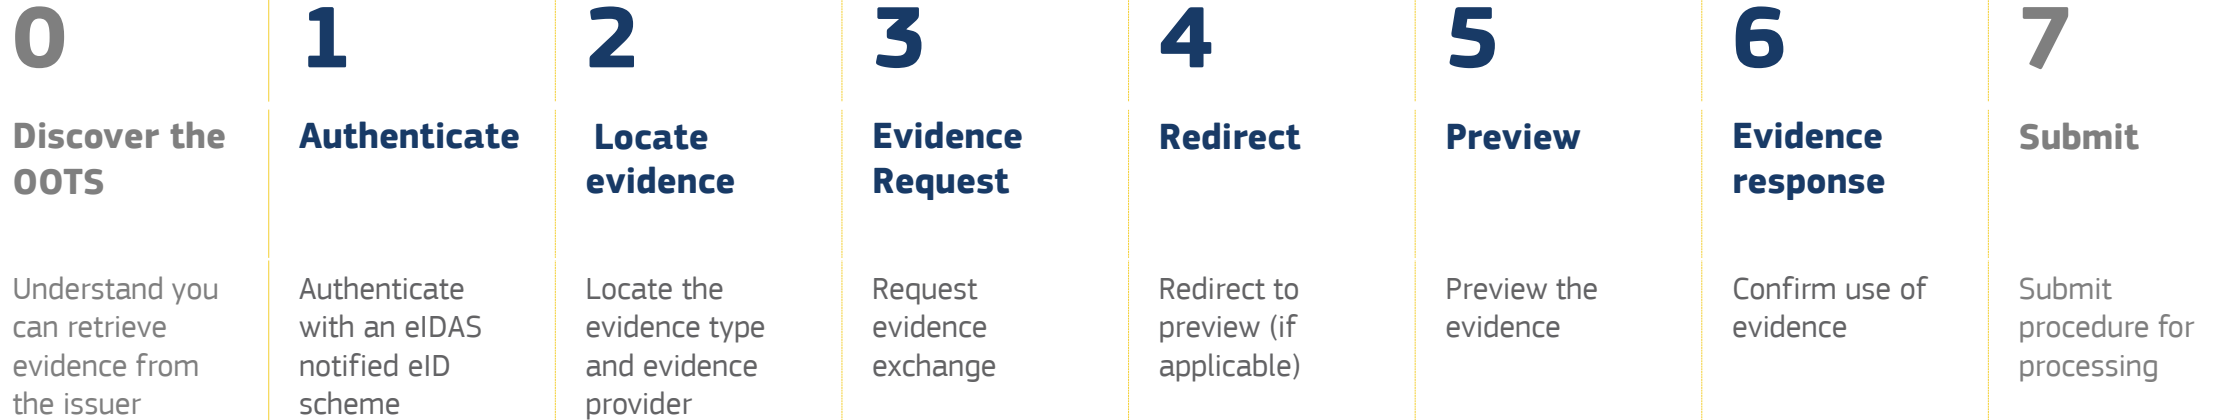 0
Discover the
OOTS
Understand you
can retrieve
evidence from
the issuer
1
Authenticate
Authenticate
with an eIDAS
notified eID
scheme
2
Locate
evidence
Locate the
evidence type
and evidence
provider
3
Evidence
Request
Request
evidence
exchange
4
Redirect
Redirect to
preview (if
applicable)
5
Preview
Preview the
evidence
6
Evidence
response
Confirm use of
evidence
7
Submit
Submit
procedure for
processing